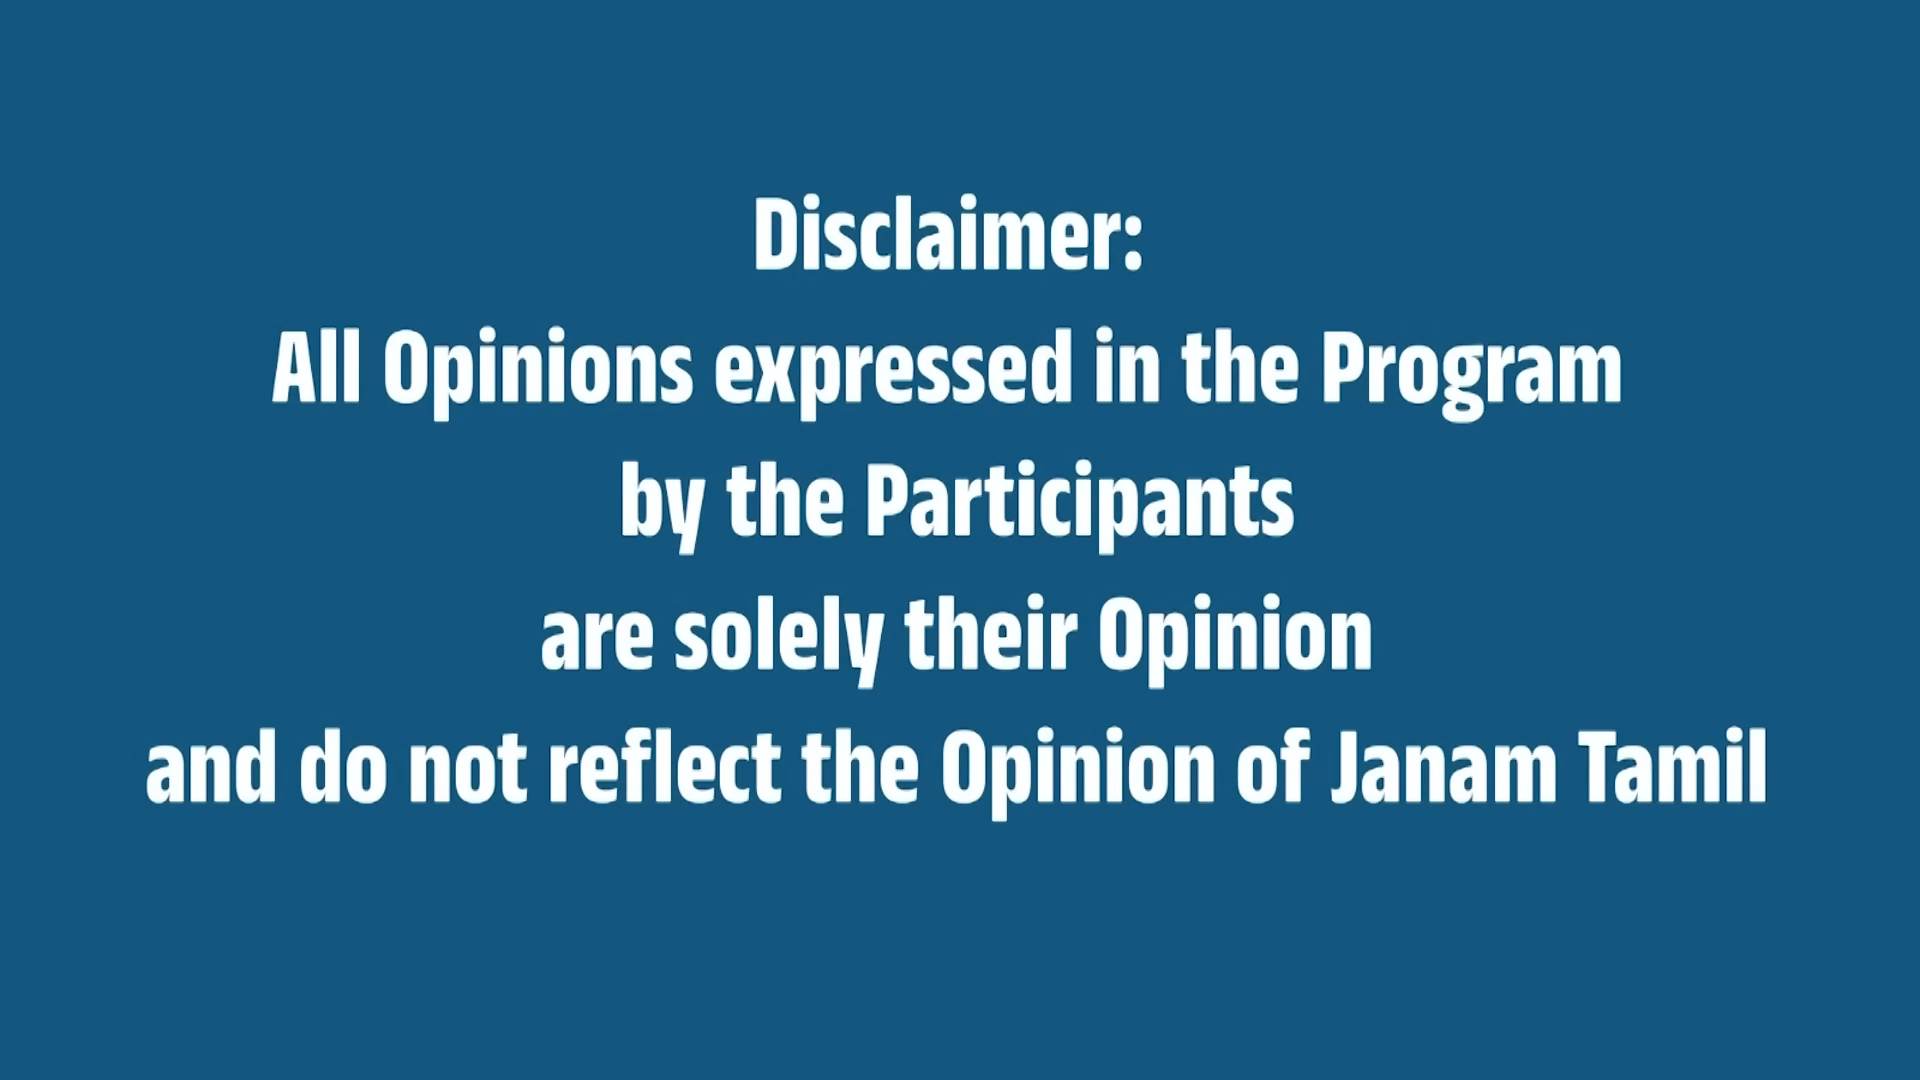 Disclaimer:
All Opinions expressed in the Program
by the Participants
are solely their Opinion
and do not reflect the Opinion of Janam Tamil